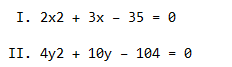 I. 2x2 + 3x – 35 = 0
II. 4y2 + 10y – 104 = 0